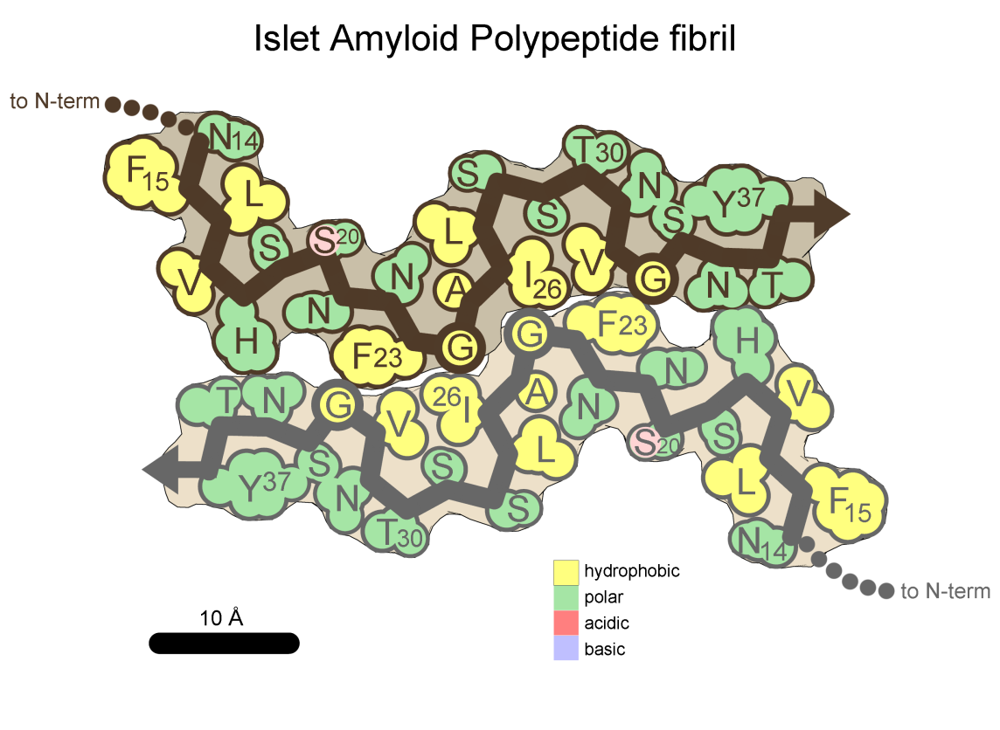 Islet Amyloid Polypeptide fibril
to N-term
N14
F15
L
V
S
S20
H
N
N
F23
L
A
G
S
S
I26
T30
V
N
S
Y37
G
N
T
G
F23
H
T
N
G
V
26I
A
N
N
V
S20
S
L
S
L
F15
Y37
S
N
T30
S
N14
to N-term
hydrophobic
polar
acidic
basic
10 Å